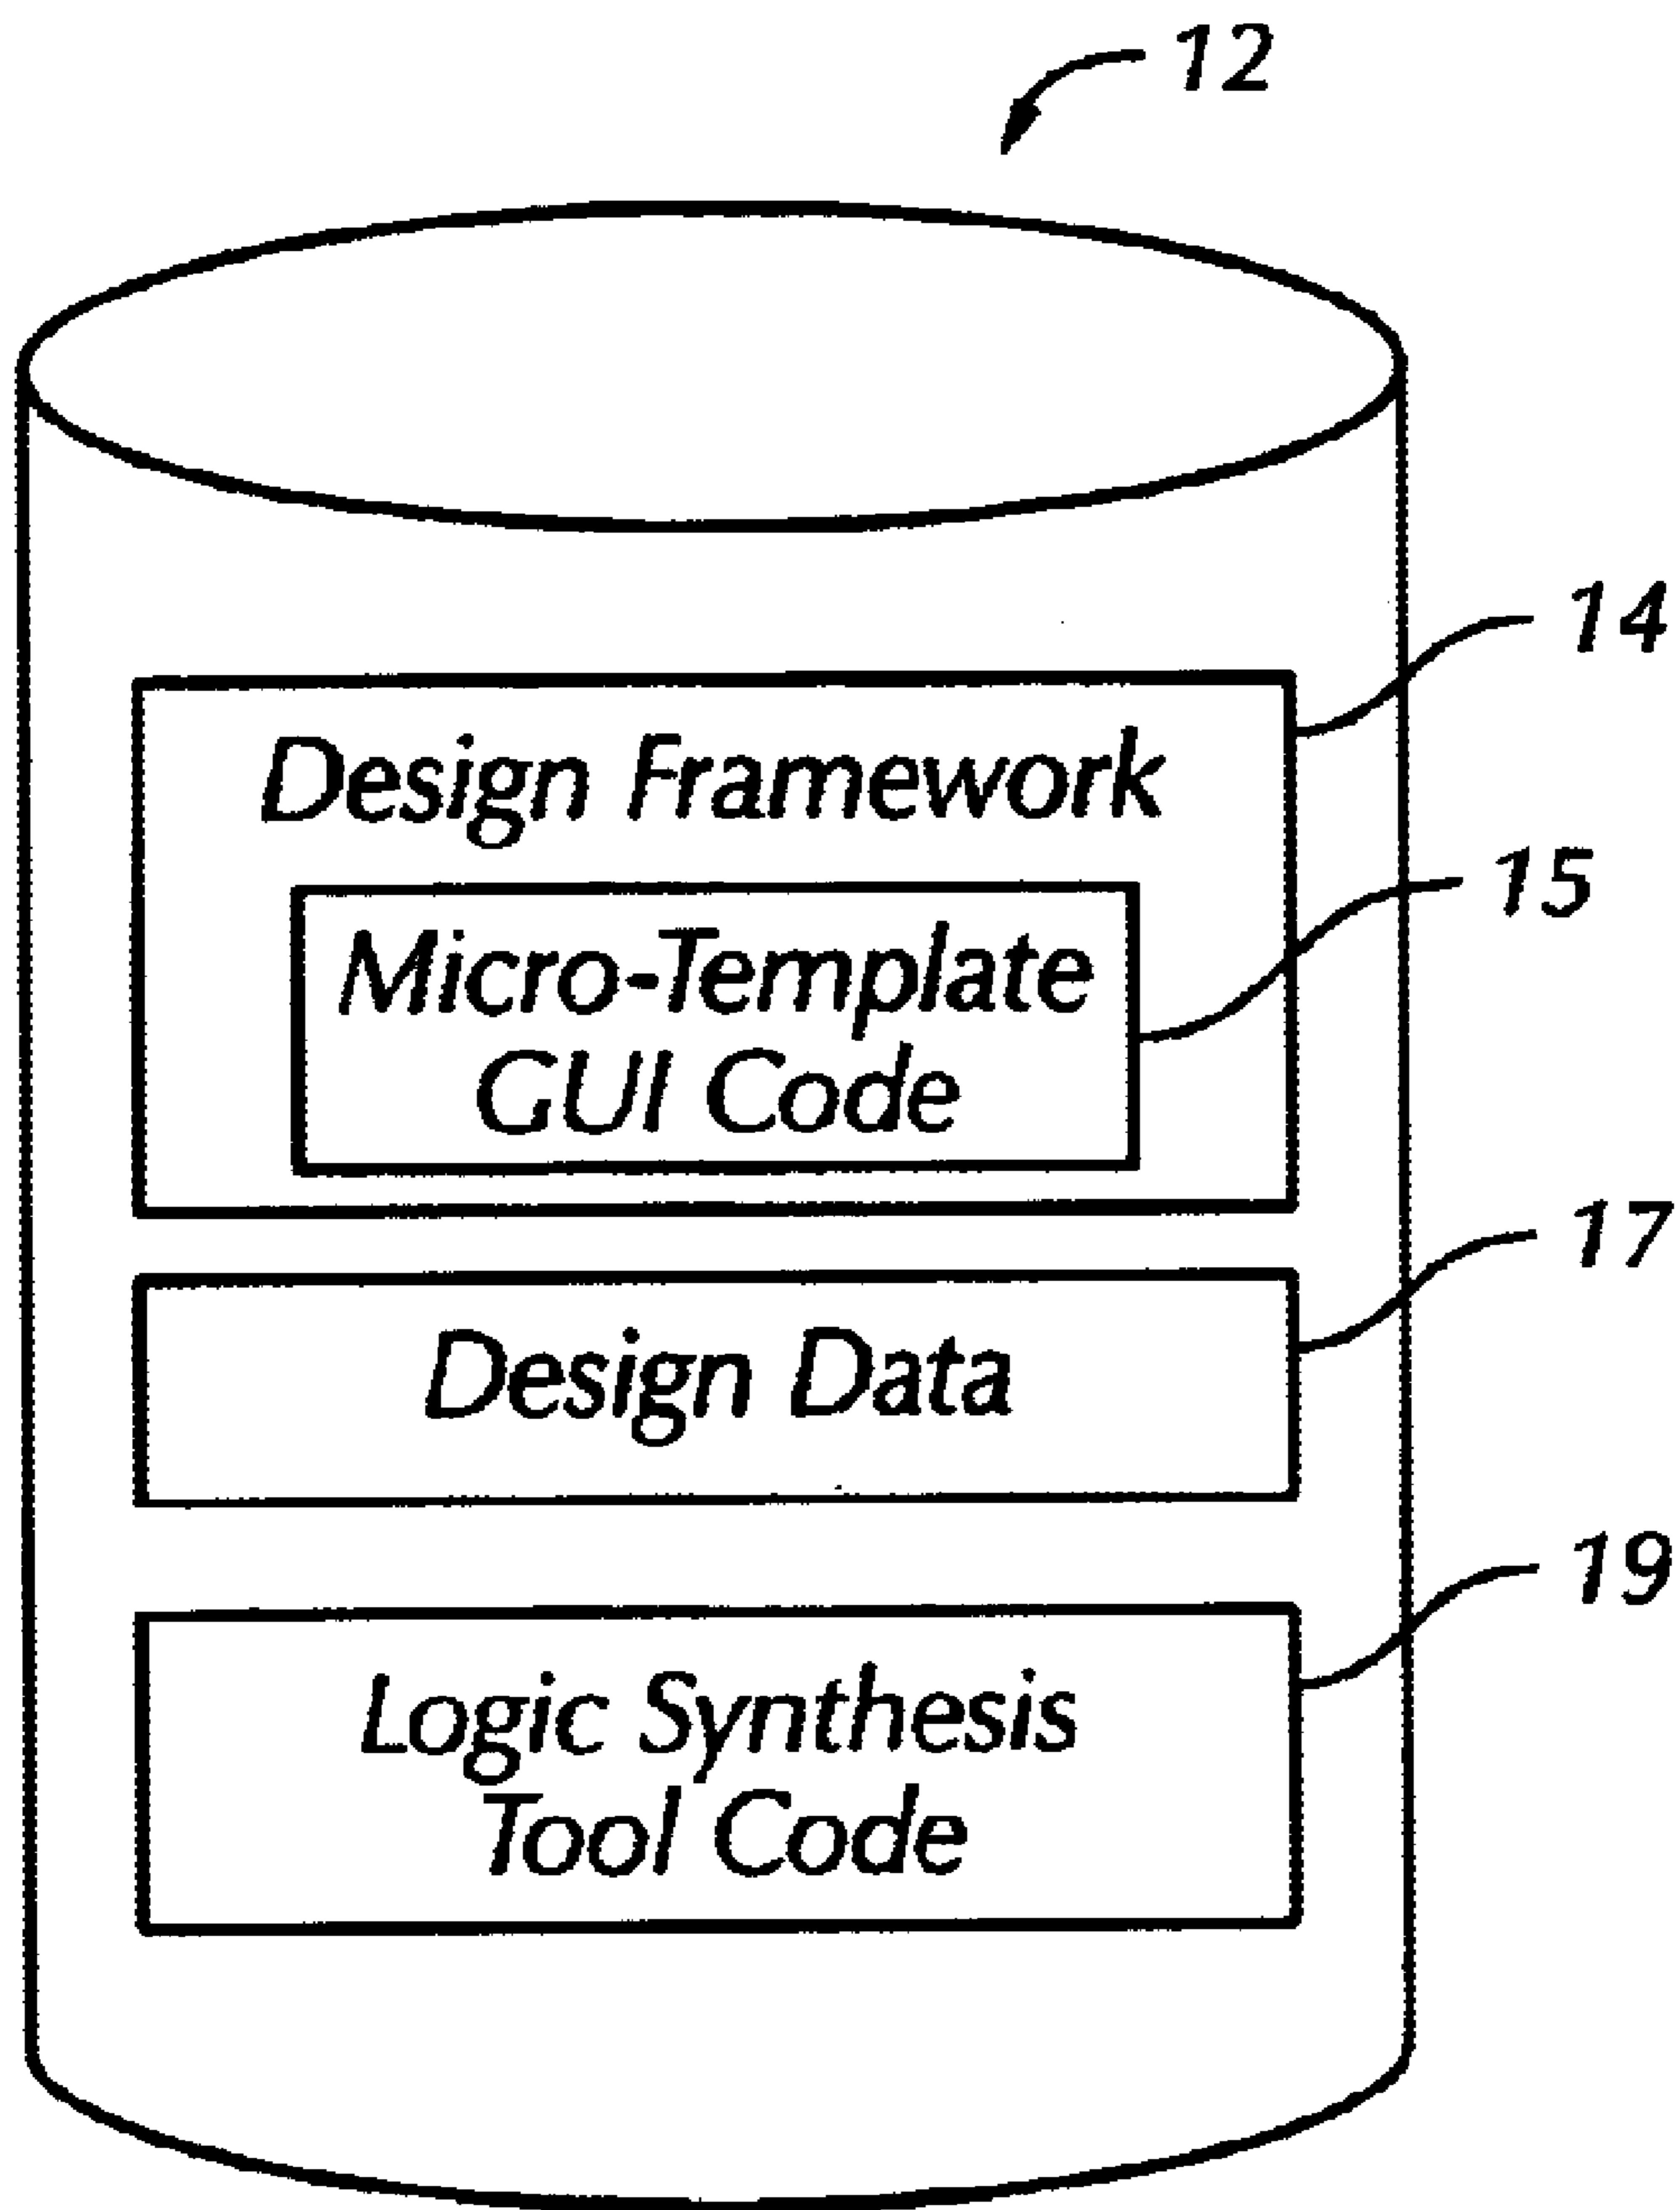 12
14
Design Framework
15
Micro-Template
GUI Code
17
Design Data
19
Logic Synthesis
Tool Code